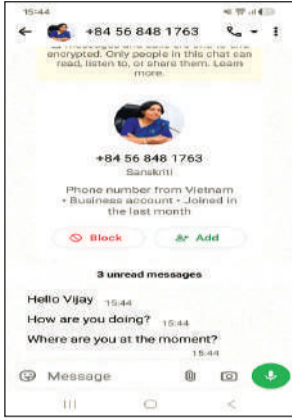 15:44
+84 56 848 1763
encrypted. Only people in this chat can
read, listen to, or share them. Learn
more.
+84 56 848 1763
Sanskriti
Phone number from Vietnam
• Business account • Joined in
the last month
Block Add
3 unread messages
Hello Vijay 15:44
How are you doing? 15:44
Where are you at the moment?
15:44
Message